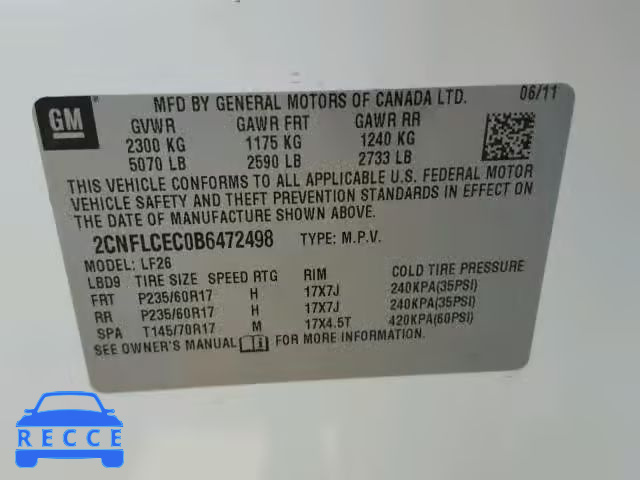 GM
MFD BY GENERAL MOTORS OF CANADA LTD. 06/11
GVWR GAWR FRT GAWR RR
2300 KG 1175 KG 1240 KG
5070 LB 2590 LB 2733 LB
THIS VEHICLE CONFORMS TO ALL APPLICABLE U.S. FEDERAL MOTOR
VEHICLE SAFETY AND THEFT PREVENTION STANDARDS IN EFFECT ON
THE DATE OF MANUFACTURE SHOWN ABOVE.
2CNFLCEC0B6472498 TYPE: M.P.V.
MODEL: LF26
LBD9 TIRE SIZE SPEED RTG RIM COLD TIRE PRESSURE
FRT P235/60R17 H 17X7J 240KPA(35PSI)
RR P235/60R17 H 17X7J 240KPA(35PSI)
SPA T145/70R17 M 17X4.5T 420KPA(60PSI)
SEE OWNER'S MANUAL FOR MORE INFORMATION.
RECCE